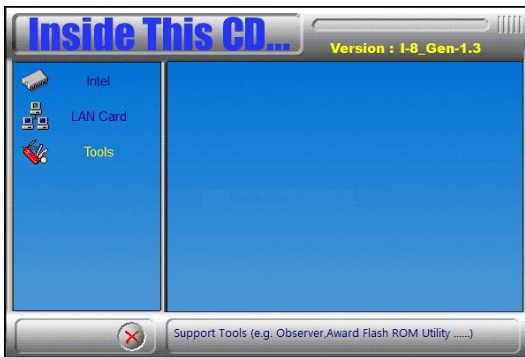 Inside This CD...
Version : I-8_Gen-1.3
Intel
LAN Card
Tools
Support Tools (e.g. Observer,Award Flash ROM Utility ......)